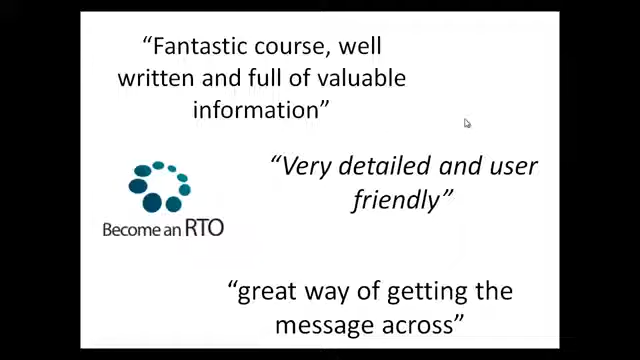 “Fantastic course, well
written and full of valuable
information”
“Very detailed and user
friendly”
Become an RTO
“great way of getting the
message across”